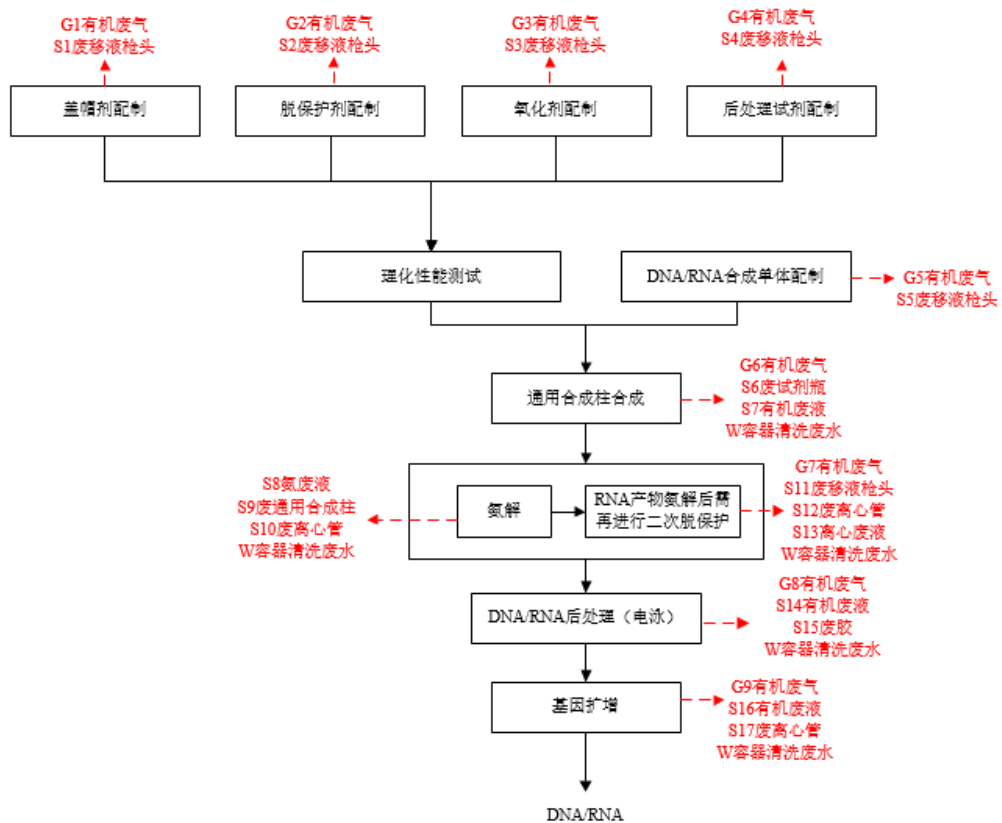 G1有机废气
S1废移液枪头
G2有机废气
S2废移液枪头
G3有机废气
S3废移液枪头
G4有机废气
S4废移液枪头
盖帽剂配制
脱保护剂配制
氧化剂配制
后处理试剂配制
理化性能测试
DNA/RNA合成单体配制
G5有机废气
S5废移液枪头
通用合成柱合成
G6有机废气
S6废试剂瓶
S7有机废液
W容器清洗废水
S8氨废液
S9废通用合成柱
S10废离心管
W容器清洗废水
氨解
RNA产物氨解后需
再进行二次脱保护
G7有机废气
S11废移液枪头
S12废离心管
S13离心废液
W容器清洗废水
DNA/RNA后处理（电泳）
G8有机废气
S14有机废液
S15废胶
W容器清洗废水
基因扩增
G9有机废气
S16有机废液
S17废离心管
W容器清洗废水
DNA/RNA